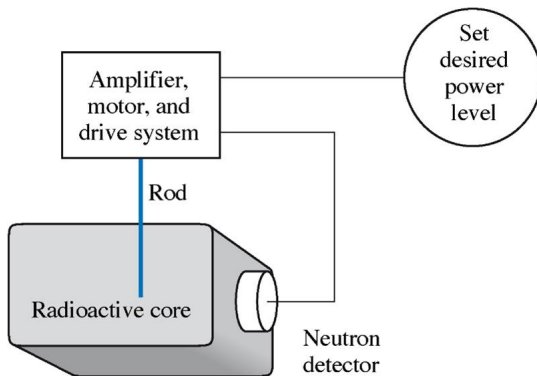 Set
desired
power
level
Amplifier,
motor, and
drive system
Rod
Radioactive core
Neutron
detector